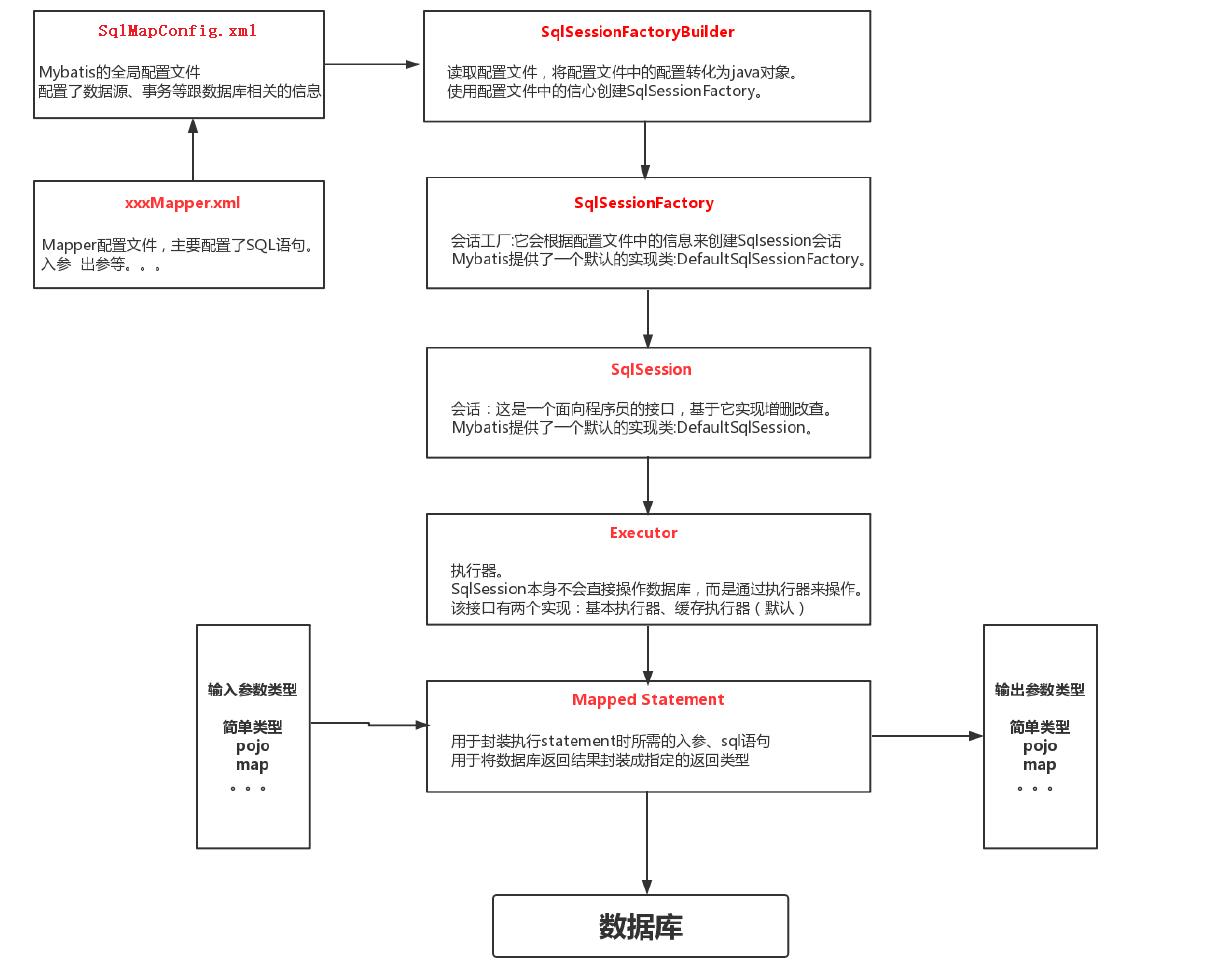 SqlMapConfig.xml
Mybatis的全局配置文件
配置了数据源、事务等跟数据库相关的信息
SqlSessionFactoryBuilder
读取配置文件，将配置文件中的配置转化为java对象。
使用配置文件中的信心创建SqlSessionFactory。
xxxMapper.xml
Mapper配置文件，主要配置了SQL语句。
入参 出参等。。。
SqlSessionFactory
会话工厂:它会根据配置文件中的信息来创建Sqlsession会话
Mybatis提供了一个默认的实现类:DefaultSqlSessionFactory。
SqlSession
会话：这是一个面向程序员的接口，基于它实现增删改查。
Mybatis提供了一个默认的实现类:DefaultSqlSession。
Executor
执行器。
SqlSession本身不会直接操作数据库，而是通过执行器来操作。
该接口有两个实现：基本执行器、缓存执行器（默认）
输入参数类型
简单类型
pojo
map
。。。
Mapped Statement
用于封装执行statement时所需的入参、sql语句
用于将数据库返回结果封装成指定的返回类型
输出参数类型
简单类型
pojo
map
。。。
数据库